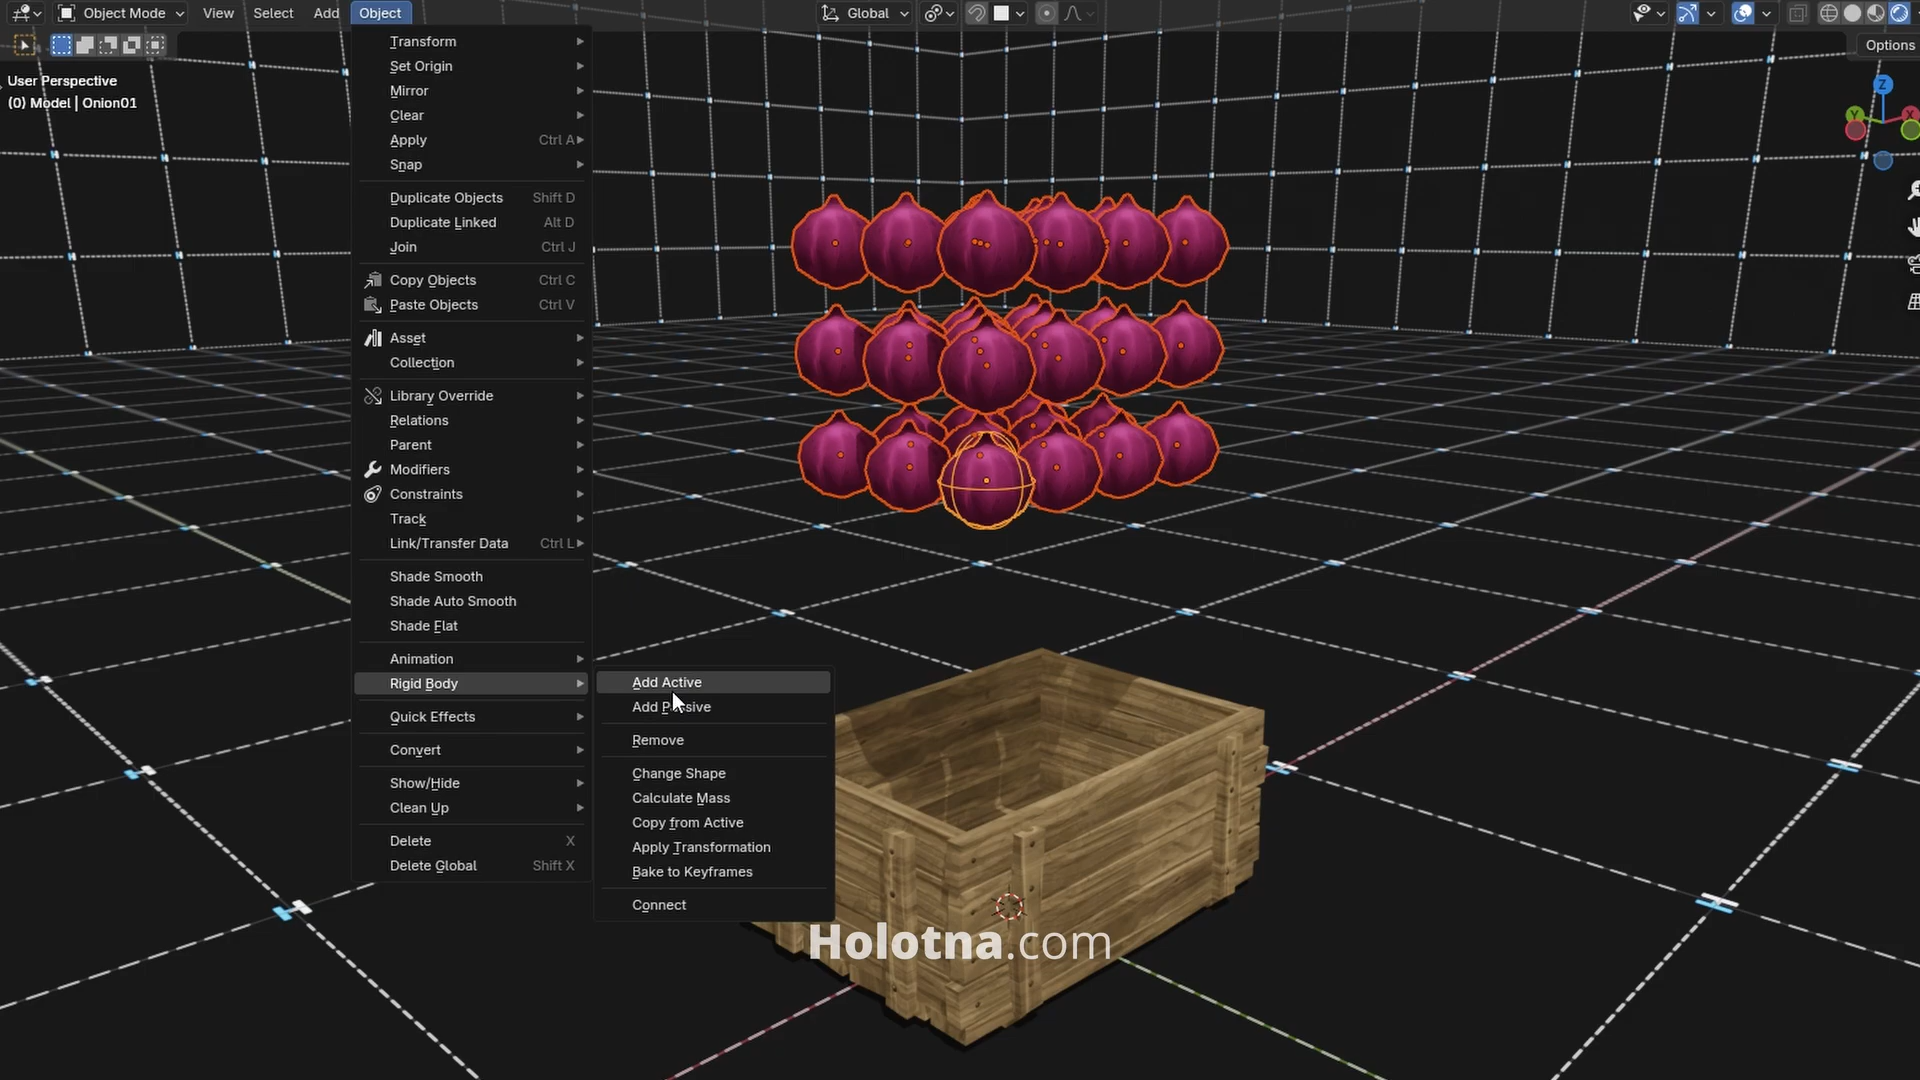 Object Mode
View
Select
Add
Object
Global
Options
User Perspective
(0) Model | Onion01
Transform
Set Origin
Mirror
Clear
Apply Ctrl A
Snap
Duplicate Objects Shift D
Duplicate Linked Alt D
Join Ctrl J
Copy Objects Ctrl C
Paste Objects Ctrl V
Asset
Collection
Library Override
Relations
Parent
Modifiers
Constraints
Track
Link/Transfer Data Ctrl L
Shade Smooth
Shade Auto Smooth
Shade Flat
Animation
Rigid Body
Quick Effects
Convert
Show/Hide
Clean Up
Delete X
Delete Global Shift X
Add Active
Add Passive
Remove
Change Shape
Calculate Mass
Copy from Active
Apply Transformation
Bake to Keyframes
Connect
Z
Y
X
Holotna.com